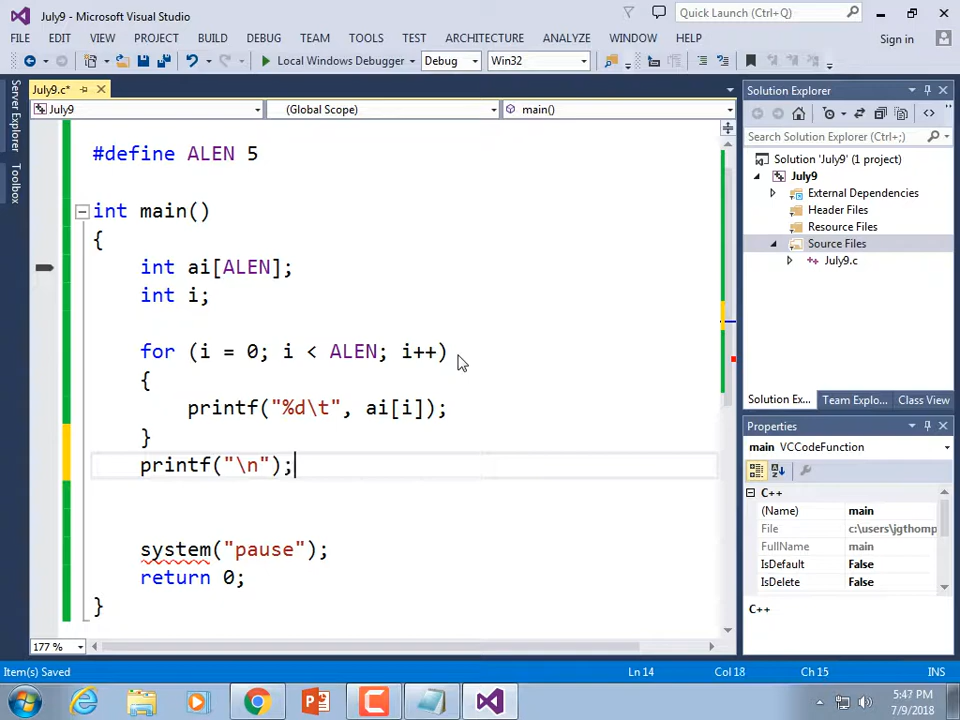 July9 - Microsoft Visual Studio
Quick Launch (Ctrl+Q)
FILE EDIT VIEW PROJECT BUILD DEBUG TEAM TOOLS TEST ARCHITECTURE ANALYZE WINDOW HELP
Sign in
Local Windows Debugger Debug Win32
Server Explorer
Toolbox
July9.c*
July9 (Global Scope) main()
#define ALEN 5
int main()
{
int ai[ALEN];
int i;
for (i = 0; i < ALEN; i++)
{
printf("%d\t", ai[i]);
}
printf("\n");
system("pause");
return 0;
}
177 %
Solution Explorer
Search Solution Explorer (Ctrl+;)
Solution 'July9' (1 project)
July9
External Dependencies
Header Files
Resource Files
Source Files
July9.c
Solution Ex... Team Explo... Class View
Properties
main VCCodeFunction
C++
(Name) main
File c:\users\jgthomp
FullName main
IsDefault False
IsDelete False
C++
Item(s) Saved Ln 14 Col 18 Ch 15 INS
5:47 PM
7/9/2018